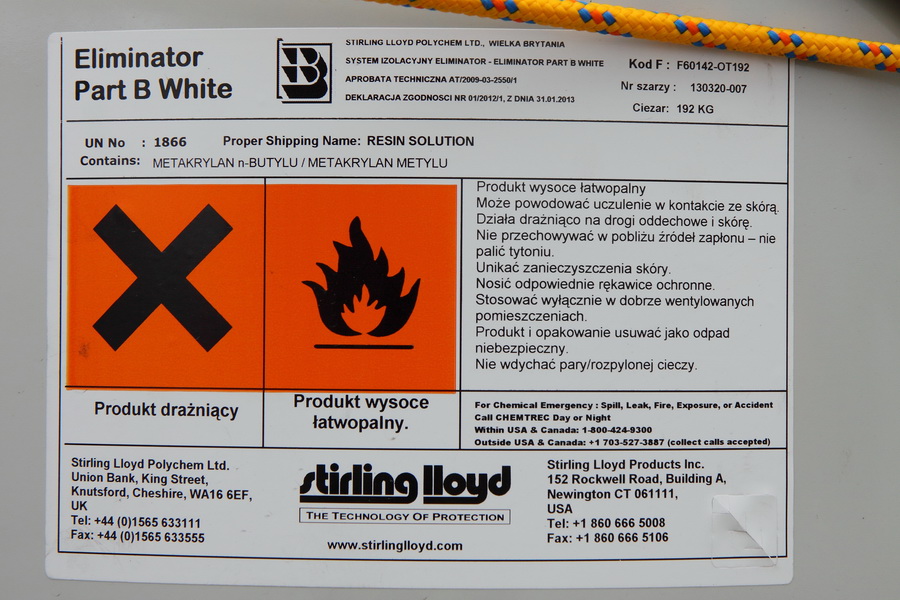 Eliminator
Part B White
STIRLING LLOYD POLYCHEM LTD., WIELKA BRYTANIA
SYSTEM IZOLACYJNY ELIMINATOR - ELIMINATOR PART B WHITE
APROBATA TECHNICZNA AT/2009-03-2550/1
DEKLARACJA ZGODNOSCI NR 01/2012/1, Z DNIA 31.01.2013
Kod F : F60142-OT192
Nr szarzy : 130320-007
Ciezar: 192 KG
UN No : 1866 Proper Shipping Name: RESIN SOLUTION
Contains: METAKRYLAN n-BUTYLU / METAKRYLAN METYLU
Produkt wysoce łatwopalny
Może powodować uczulenie w kontakcie ze skórą.
Działa drażniąco na drogi oddechowe i skórę.
Nie przechowywać w pobliżu źródeł zapłonu – nie
palić tytoniu.
Unikać zanieczyszczenia skóry.
Nosić odpowiednie rękawice ochronne.
Stosować wyłącznie w dobrze wentylowanych
pomieszczeniach.
Produkt i opakowanie usuwać jako odpad
niebezpieczny.
Nie wdychać pary/rozpylonej cieczy.
Produkt drażniący
Produkt wysoce
łatwopalny.
For Chemical Emergency : Spill, Leak, Fire, Exposure, or Accident
Call CHEMTREC Day or Night
Within USA & Canada: 1-800-424-9300
Outside USA & Canada: +1 703-527-3887 (collect calls accepted)
Stirling Lloyd Polychem Ltd.
Union Bank, King Street,
Knutsford, Cheshire, WA16 6EF,
UK
Tel: +44 (0)1565 633111
Fax: +44 (0)1565 633555
stirling lloyd
THE TECHNOLOGY OF PROTECTION
www.stirlinglloyd.com
Stirling Lloyd Products Inc.
152 Rockwell Road, Building A,
Newington CT 061111,
USA
Tel: +1 860 666 5008
Fax: +1 860 666 5106